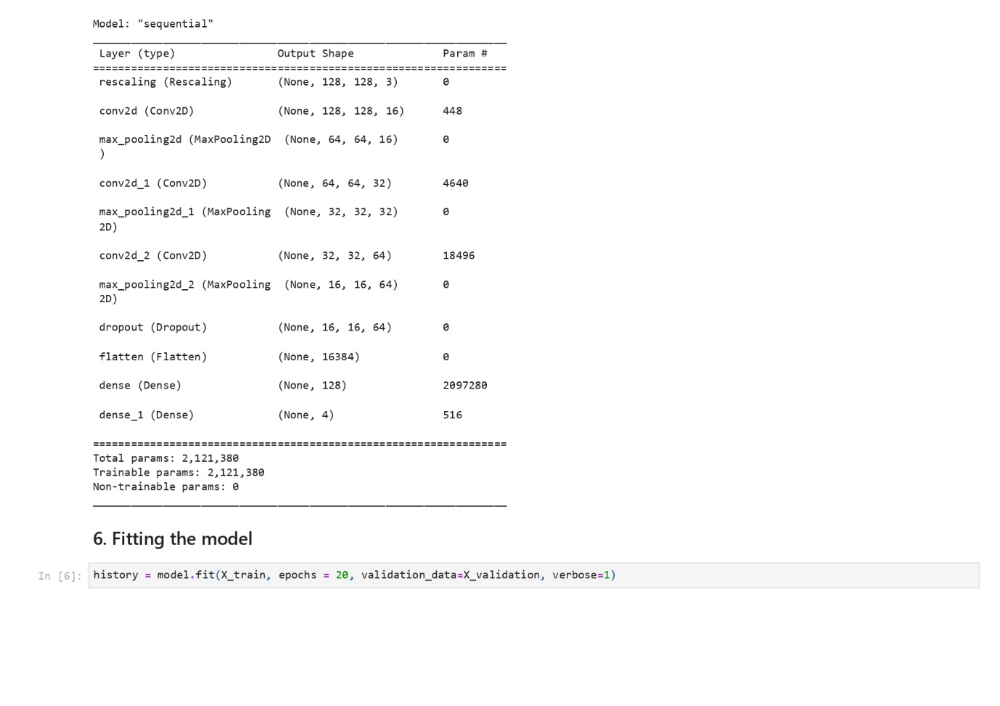 Model: "sequential"
_________________________________________________________________
 Layer (type)                Output Shape              Param #
=================================================================
 rescaling (Rescaling)       (None, 128, 128, 3)       0
 conv2d (Conv2D)             (None, 128, 128, 16)      448
 max_pooling2d (MaxPooling2D  (None, 64, 64, 16)       0
 )
 conv2d_1 (Conv2D)           (None, 64, 64, 32)        4640
 max_pooling2d_1 (MaxPooling  (None, 32, 32, 32)       0
 2D)
 conv2d_2 (Conv2D)           (None, 32, 32, 64)        18496
 max_pooling2d_2 (MaxPooling  (None, 16, 16, 64)       0
 2D)
 dropout (Dropout)           (None, 16, 16, 64)        0
 flatten (Flatten)           (None, 16384)             0
 dense (Dense)               (None, 128)               2097280
 dense_1 (Dense)             (None, 4)                 516
=================================================================
Total params: 2,121,380
Trainable params: 2,121,380
Non-trainable params: 0
_________________________________________________________________
6. Fitting the model
In [6]: history = model.fit(X_train, epochs = 20, validation_data=X_validation, verbose=1)